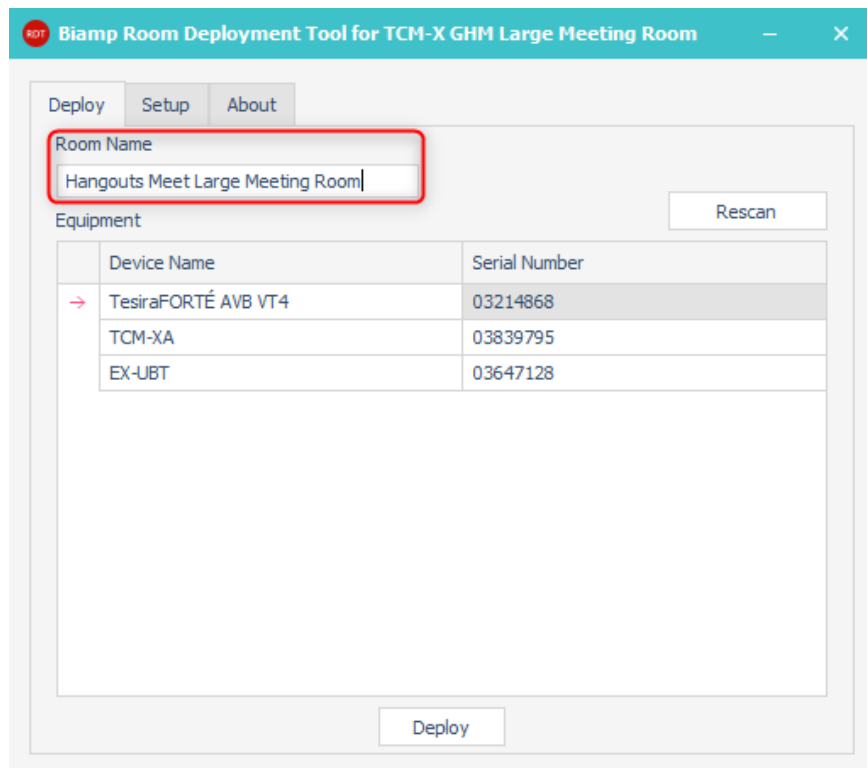 RDT Biamp Room Deployment Tool for TCM-X GHM Large Meeting Room
Deploy Setup About
Room Name
Hangouts Meet Large Meeting Room
Rescan
Equipment
Device Name Serial Number
TesiraFORTÉ AVB VT4 03214868
TCM-XA 03839795
EX-UBT 03647128
Deploy